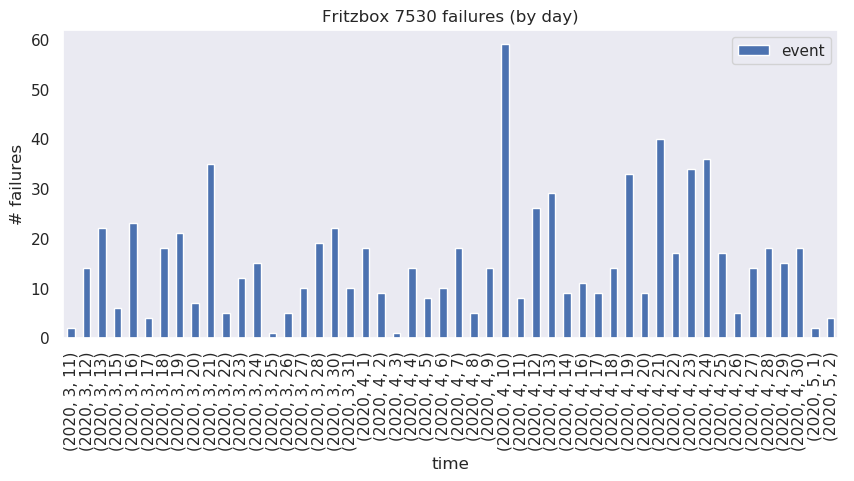 Fritzbox 7530 failures (by day)
event
# failures
60
50
40
30
20
10
0
(2020, 3, 11)
(2020, 3, 12)
(2020, 3, 13)
(2020, 3, 15)
(2020, 3, 16)
(2020, 3, 17)
(2020, 3, 18)
(2020, 3, 19)
(2020, 3, 20)
(2020, 3, 21)
(2020, 3, 22)
(2020, 3, 23)
(2020, 3, 24)
(2020, 3, 25)
(2020, 3, 26)
(2020, 3, 27)
(2020, 3, 28)
(2020, 3, 30)
(2020, 3, 31)
(2020, 4, 1)
(2020, 4, 2)
(2020, 4, 3)
(2020, 4, 4)
(2020, 4, 5)
(2020, 4, 6)
(2020, 4, 7)
(2020, 4, 8)
(2020, 4, 9)
(2020, 4, 10)
(2020, 4, 11)
(2020, 4, 12)
(2020, 4, 13)
(2020, 4, 14)
(2020, 4, 16)
(2020, 4, 17)
(2020, 4, 18)
(2020, 4, 19)
(2020, 4, 20)
(2020, 4, 21)
(2020, 4, 22)
(2020, 4, 23)
(2020, 4, 24)
(2020, 4, 25)
(2020, 4, 26)
(2020, 4, 27)
(2020, 4, 28)
(2020, 4, 29)
(2020, 4, 30)
(2020, 5, 1)
(2020, 5, 2)
time